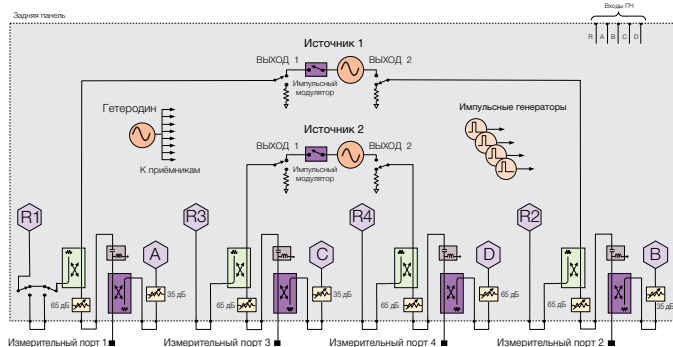 Входы ПЧ
Задняя панель
R A B C D
Источник 1
ВЫХОД 1
ВЫХОД 2
Импульсный
модулятор
Гетеродин
К приёмникам
Импульсные генераторы
Источник 2
ВЫХОД 1
ВЫХОД 2
Импульсный
модулятор
R1
R3
R4
R2
A
C
D
B
65 дБ
35 дБ
65 дБ
35 дБ
65 дБ
35 дБ
65 дБ
35 дБ
Измерительный порт 1
Измерительный порт 3
Измерительный порт 4
Измерительный порт 2